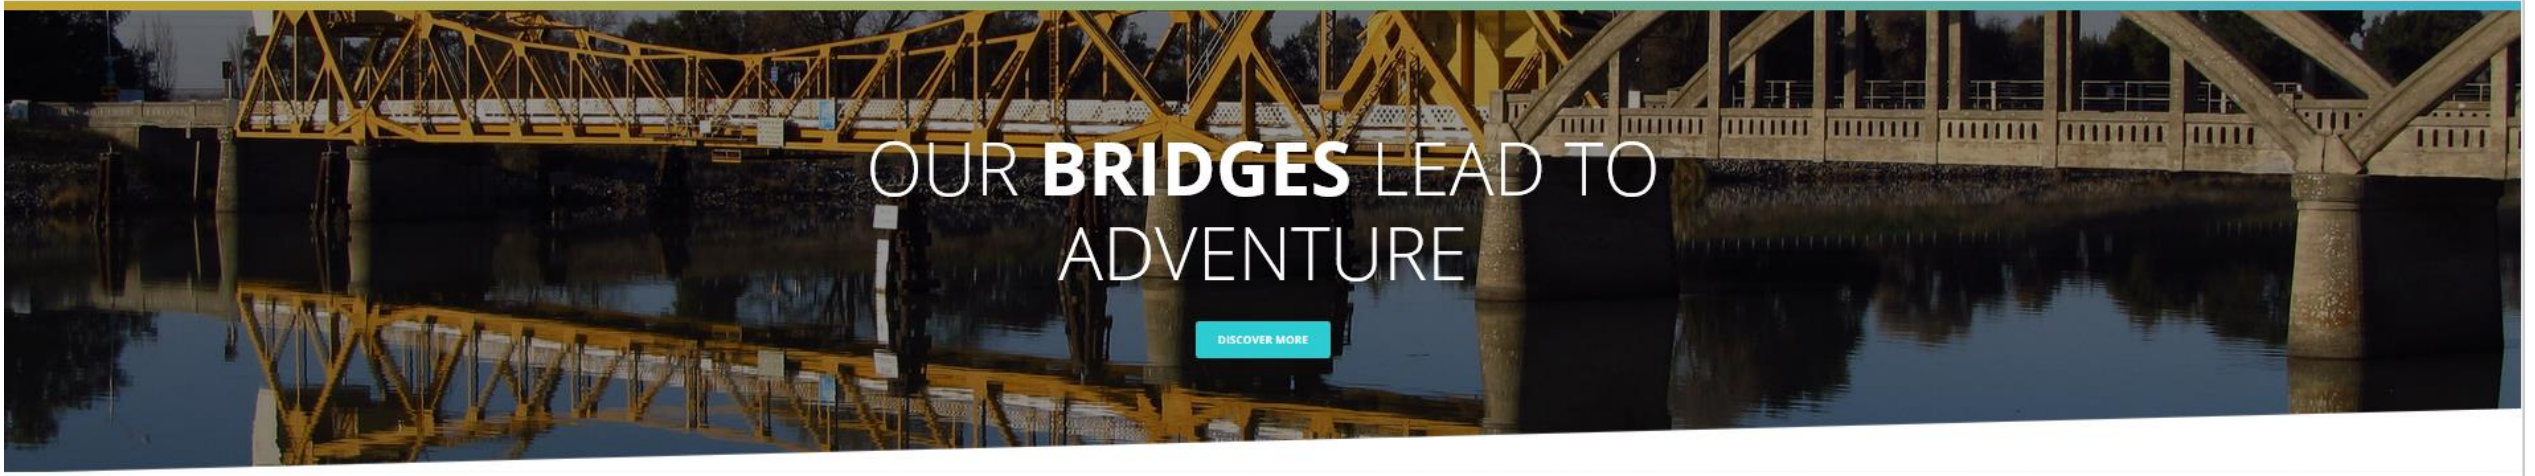 OUR BRIDGES LEAD TO
ADVENTURE
DISCOVER MORE